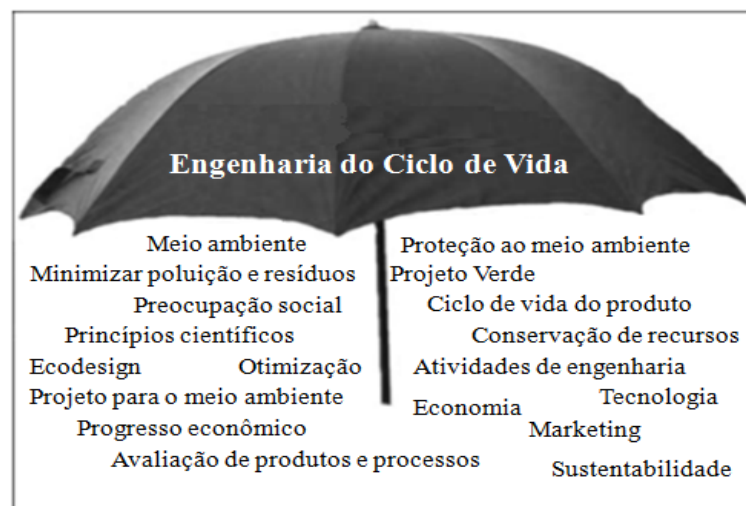 Engenharia do Ciclo de Vida
Meio ambiente
Proteção ao meio ambiente
Minimizar poluição e resíduos
Projeto Verde
Preocupação social
Ciclo de vida do produto
Princípios científicos
Conservação de recursos
Ecodesign
Otimização
Atividades de engenharia
Projeto para o meio ambiente
Tecnologia
Economia
Progresso econômico
Marketing
Avaliação de produtos e processos
Sustentabilidade